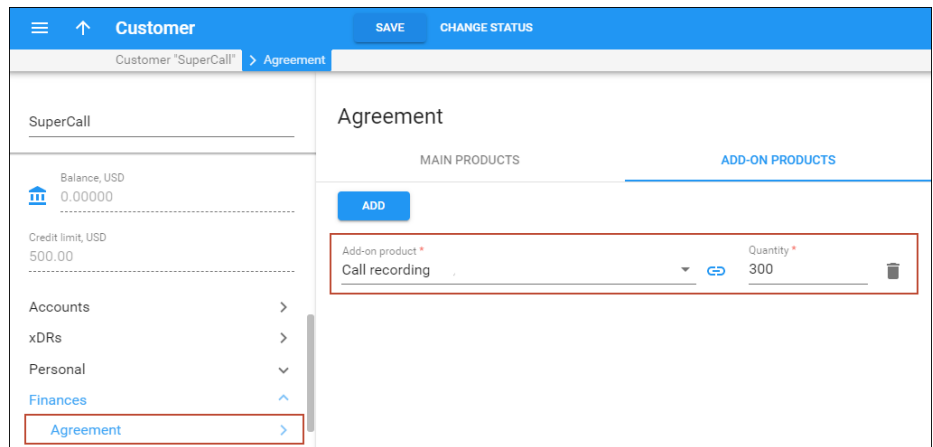 Customer SAVE CHANGE STATUS
Customer "SuperCall" > Agreement
SuperCall
Balance, USD
0.00000
Credit limit, USD
500.00
Accounts
xDRs
Personal
Finances
Agreement
Agreement
MAIN PRODUCTS ADD-ON PRODUCTS
ADD
Add-on product * Quantity *
Call recording 300